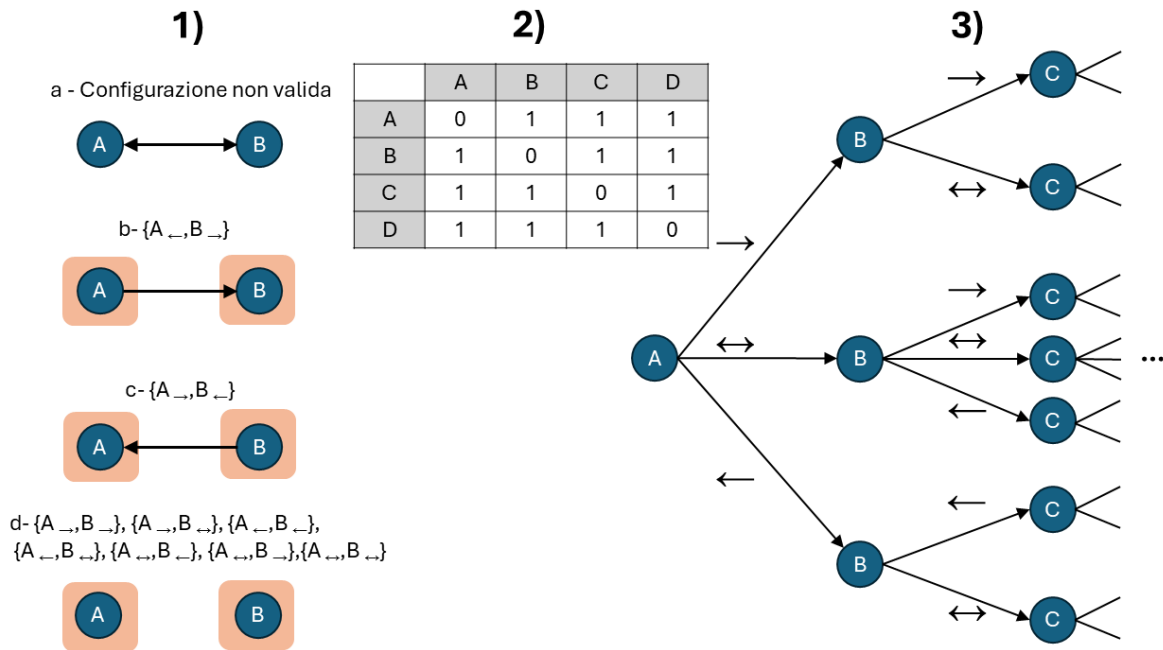 1)
a - Configurazione non valida
A ↔ B
b- {A ←,B →}
A → B
c- {A →,B ←}
A ← B
d- {A →,B →}, {A →,B ↔}, {A ←,B ←},
{A ←,B ↔}, {A ↔,B ←}, {A ↔,B →},{A ↔,B ↔}
A B
2)
A B C D
A 0 1 1 1
B 1 0 1 1
C 1 1 0 1
D 1 1 1 0
3)
→ C
B
↔ C
→
→ C
A ↔ B ↔ C ...
← C
←
← C
B
↔ C